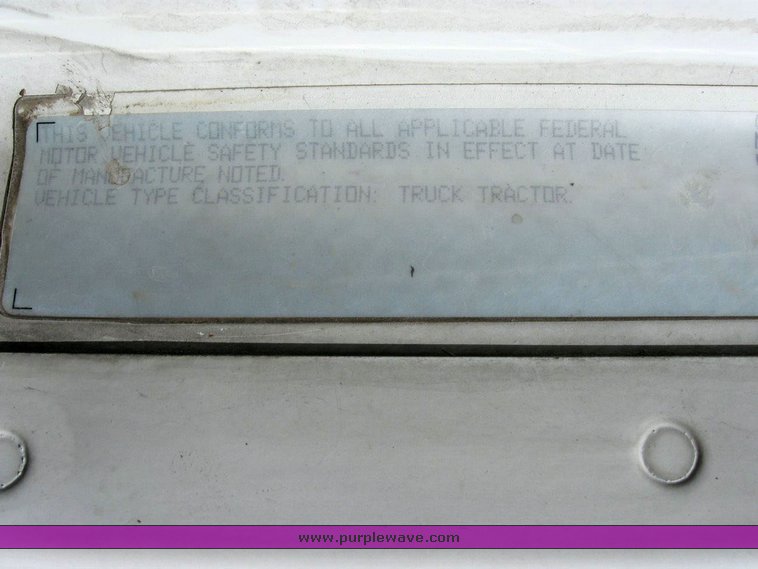 THIS VEHICLE CONFORMS TO ALL APPLICABLE FEDERAL
MOTOR VEHICLE SAFETY STANDARDS IN EFFECT AT DATE
OF MANUFACTURE NOTED.
VEHICLE TYPE CLASSIFICATION: TRUCK TRACTOR.
www.purplewave.com